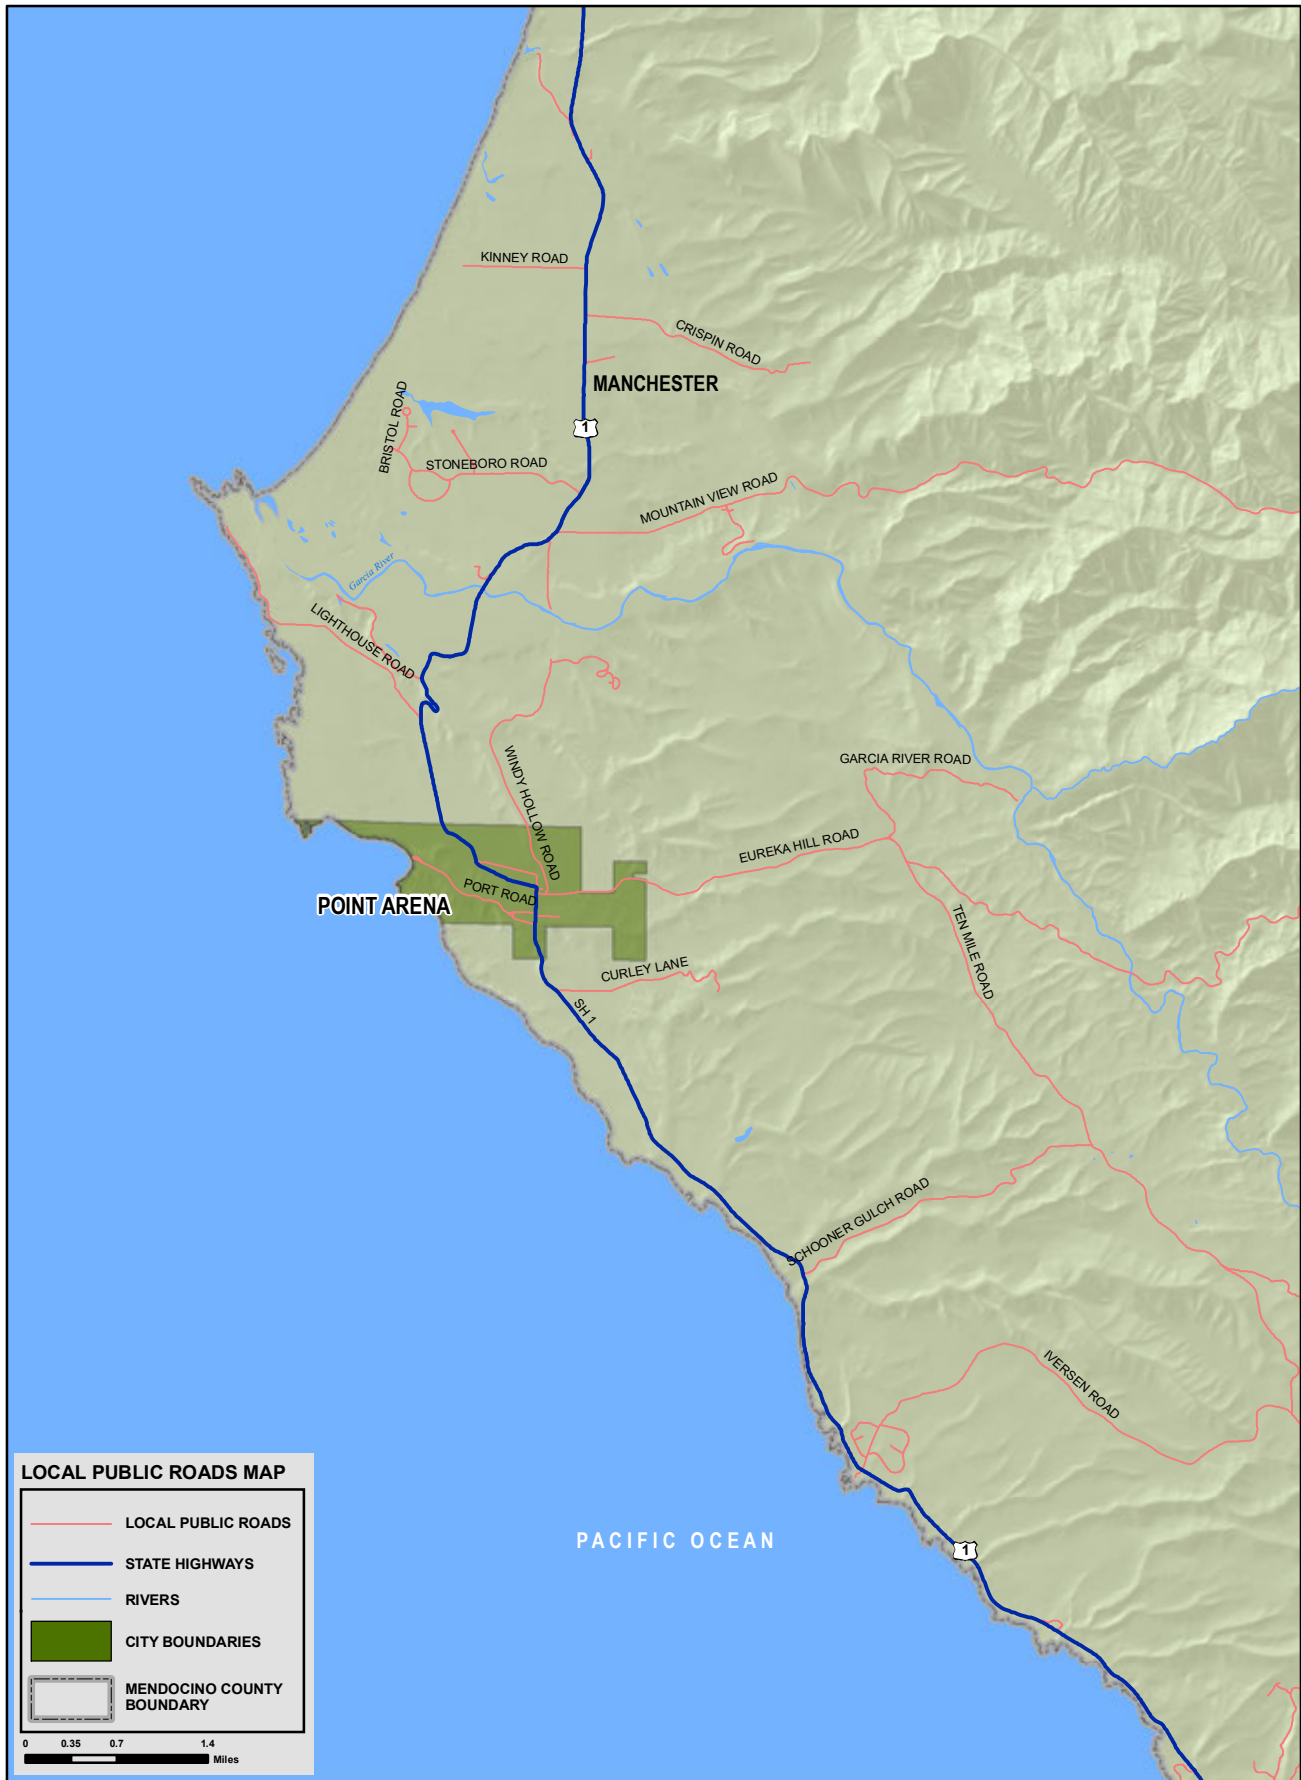 KINNEY ROAD
CRISPIN ROAD
MANCHESTER
BRISTOL ROAD
1
STONEBORO ROAD
MOUNTAIN VIEW ROAD
Garcia River
LIGHTHOUSE ROAD
WINDY HOLLOW ROAD
GARCIA RIVER ROAD
EUREKA HILL ROAD
PORT ROAD
POINT ARENA
TEN MILE ROAD
CURLEY LANE
SH 1
SCHOONER GULCH ROAD
IVERSEN ROAD
PACIFIC OCEAN
1
LOCAL PUBLIC ROADS MAP
LOCAL PUBLIC ROADS
STATE HIGHWAYS
RIVERS
CITY BOUNDARIES
MENDOCINO COUNTY
BOUNDARY
0 0.35 0.7 1.4
Miles